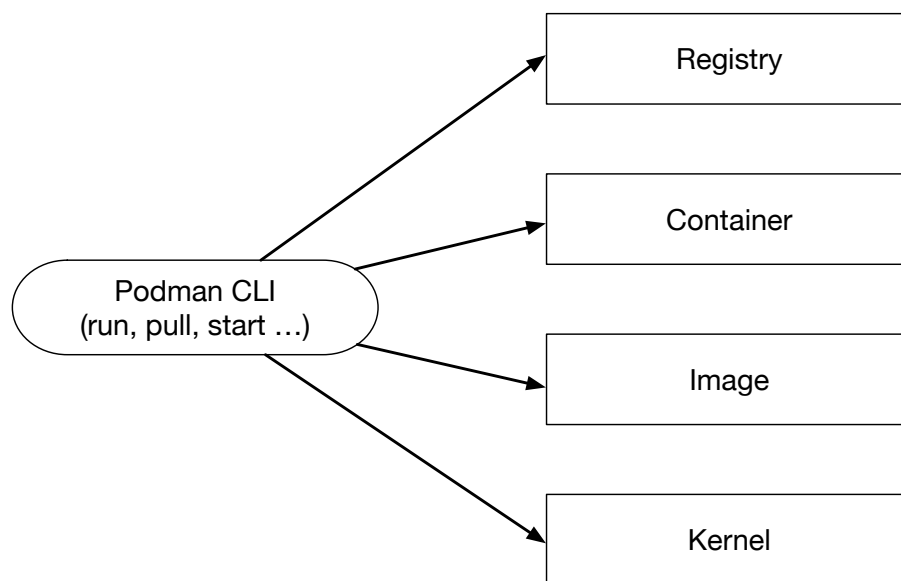 Registry
Container
Podman CLI
(run, pull, start …)
Image
Kernel